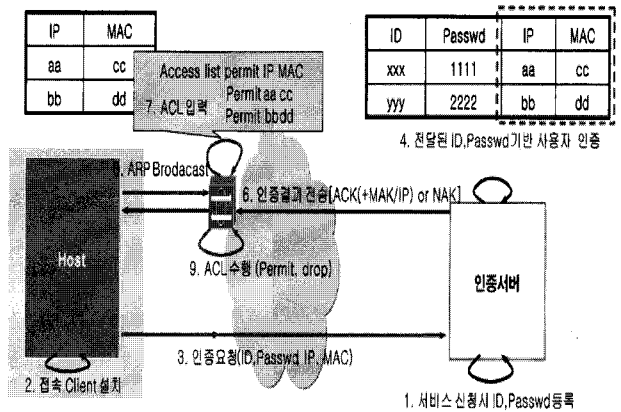 IP MAC
aa cc
bb dd
Access list permit IP MAC
Permit aa cc
7. ACL 입력
Permit bbdd
ID Passwd IP MAC
xxx 1111 aa cc
yyy 2222 bb dd
4. 전달된 ID,Passwd기반 사용자 인증
ARP Brodacast
6. 인증결과 전송[ACK(+MAK/IP) or NAK]
Host
9. ACL 수행 (Permit, drop)
인증서버
3. 인증요청(ID,Passwd, IP, MAC)
2. 접속 Client 설치
1. 서비스 신청시 ID,Passwd등록